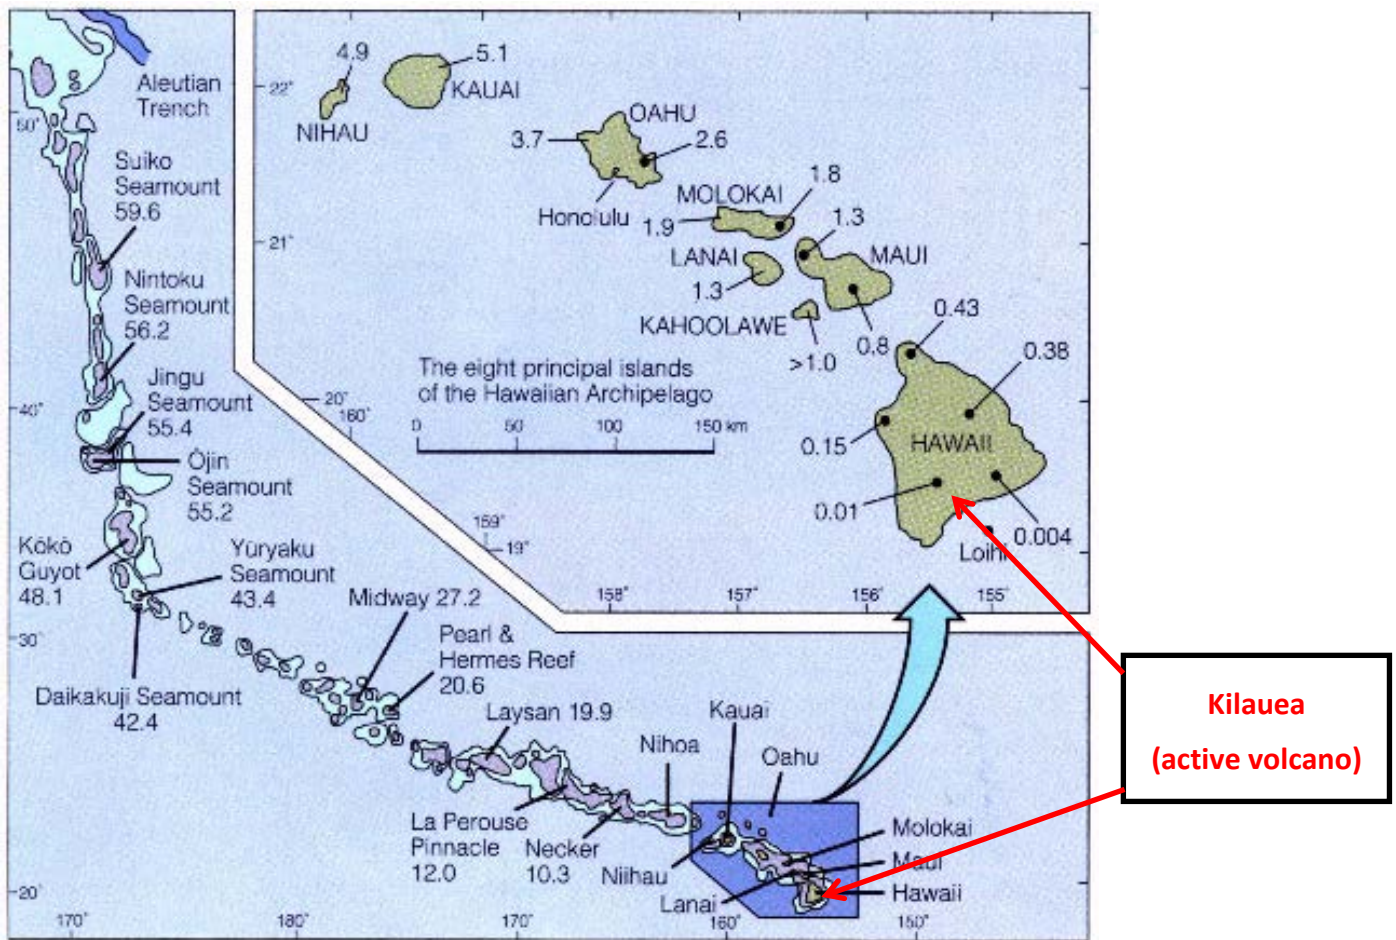 Aleutian
Trench
50°
Suiko
Seamount
59.6
Nintoku
Seamount
56.2
Jingu
Seamount
55.4
40°
Ōjin
Seamount
55.2
Kōkō
Guyot
48.1
Yūryaku
Seamount
43.4
30°
Daikakuji Seamount
42.4
Midway 27.2
Pearl &
Hermes Reef
20.6
Laysan 19.9
La Perouse
Pinnacle
12.0
Necker
10.3
Nihoa
Kauai
Oahu
Niihau
Lanai
Molokai
Maui
Hawaii
20°
170°
180°
170°
160°
150°
22°
21°
20°
160°
159°
19°
158°
157°
156°
155°
4.9
NIHAU
5.1
KAUAI
OAHU
3.7
2.6
Honolulu
MOLOKAI
1.8
1.9
LANAI
1.3
1.3
MAUI
KAHOOLAWE
>1.0
0.8
0.43
0.38
0.15
HAWAII
0.01
0.004
Loihi
The eight principal islands
of the Hawaiian Archipelago
0 50 100 150 km
Kilauea
(active volcano)